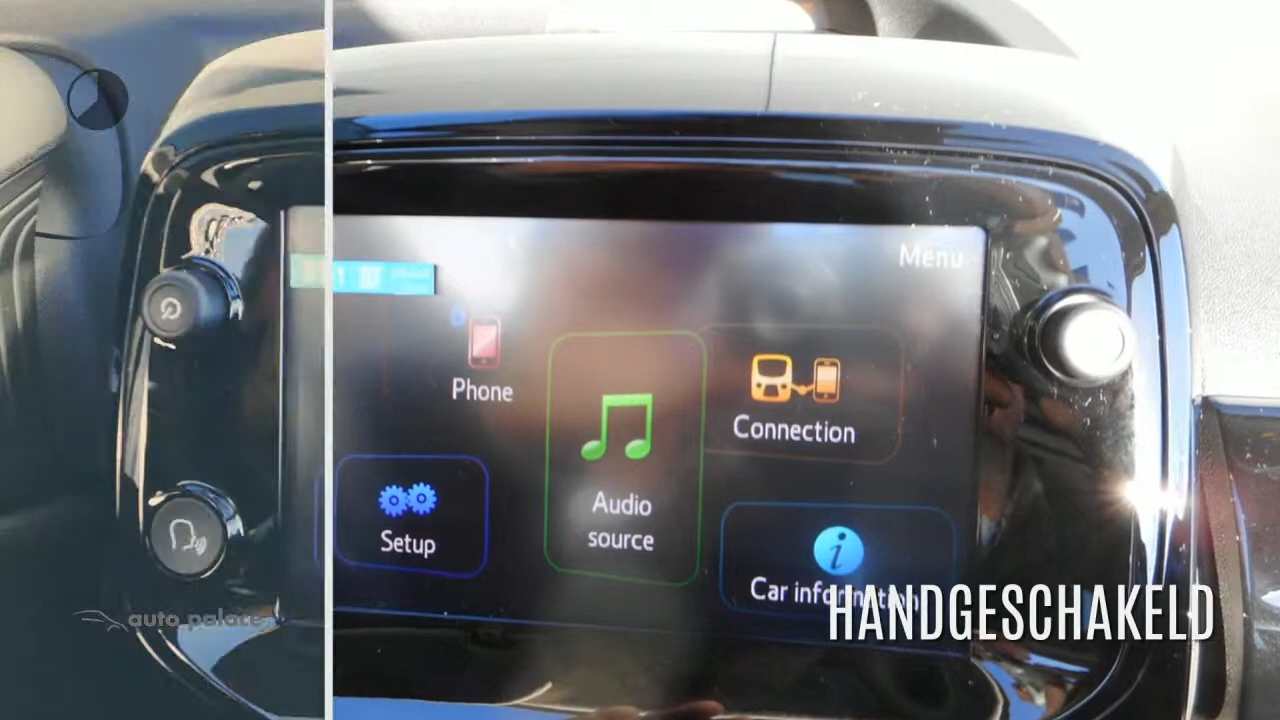 Menu
Phone
Connection
Audio
source
Setup
Car information
HANDGESCHAKELD
auto palace